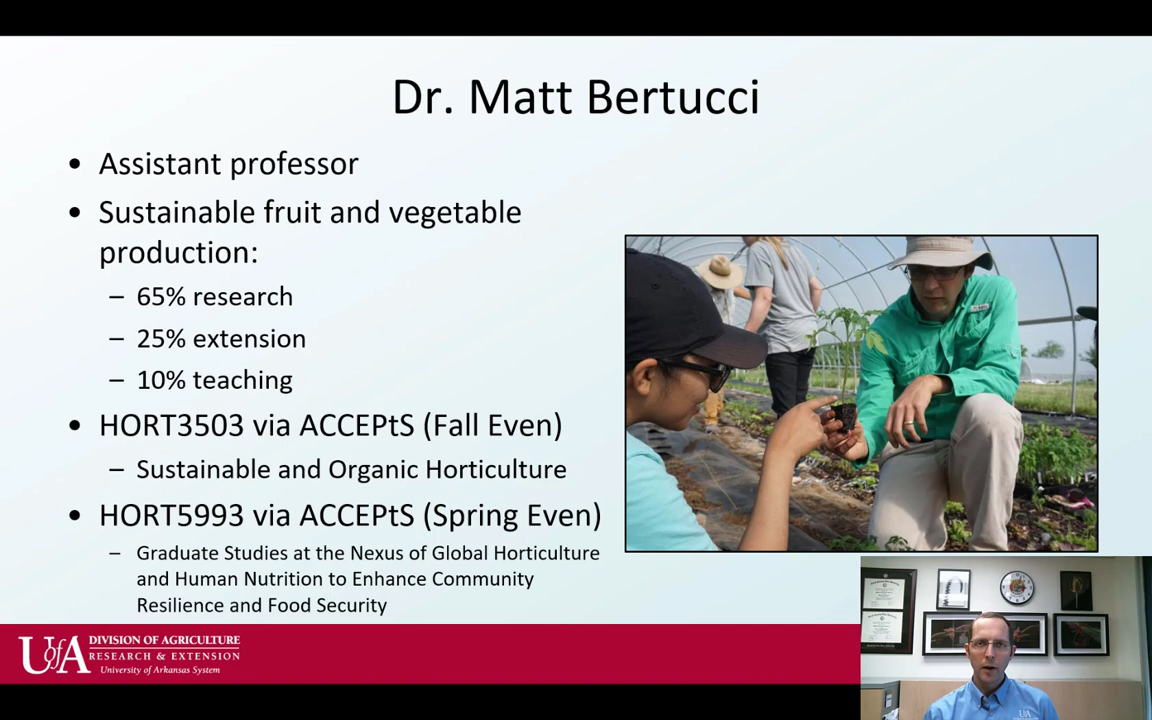 Dr. Matt Bertucci
• Assistant professor
• Sustainable fruit and vegetable
production:
– 65% research
– 25% extension
– 10% teaching
• HORT3503 via ACCEPtS (Fall Even)
– Sustainable and Organic Horticulture
• HORT5993 via ACCEPtS (Spring Even)
– Graduate Studies at the Nexus of Global Horticulture
and Human Nutrition to Enhance Community
Resilience and Food Security
UofA DIVISION OF AGRICULTURE
RESEARCH & EXTENSION
University of Arkansas System